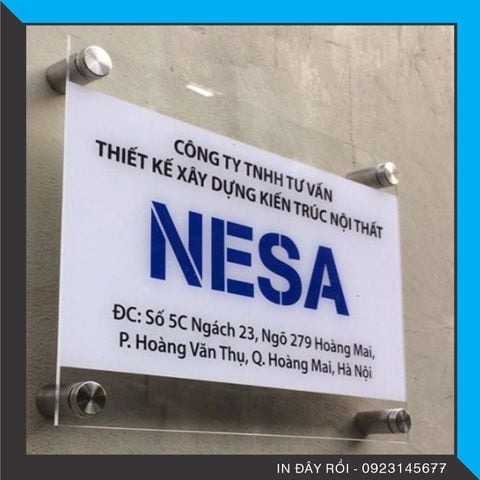 CÔNG TY TNHH TƯ VẤN
THIẾT KẾ XÂY DỰNG KIẾN TRÚC NỘI THẤT
NESA
ĐC: Số 5C Ngách 23, Ngõ 279 Hoàng Mai,
P. Hoàng Văn Thụ, Q. Hoàng Mai, Hà Nội
IN ĐÂY RỒI - 0923145677